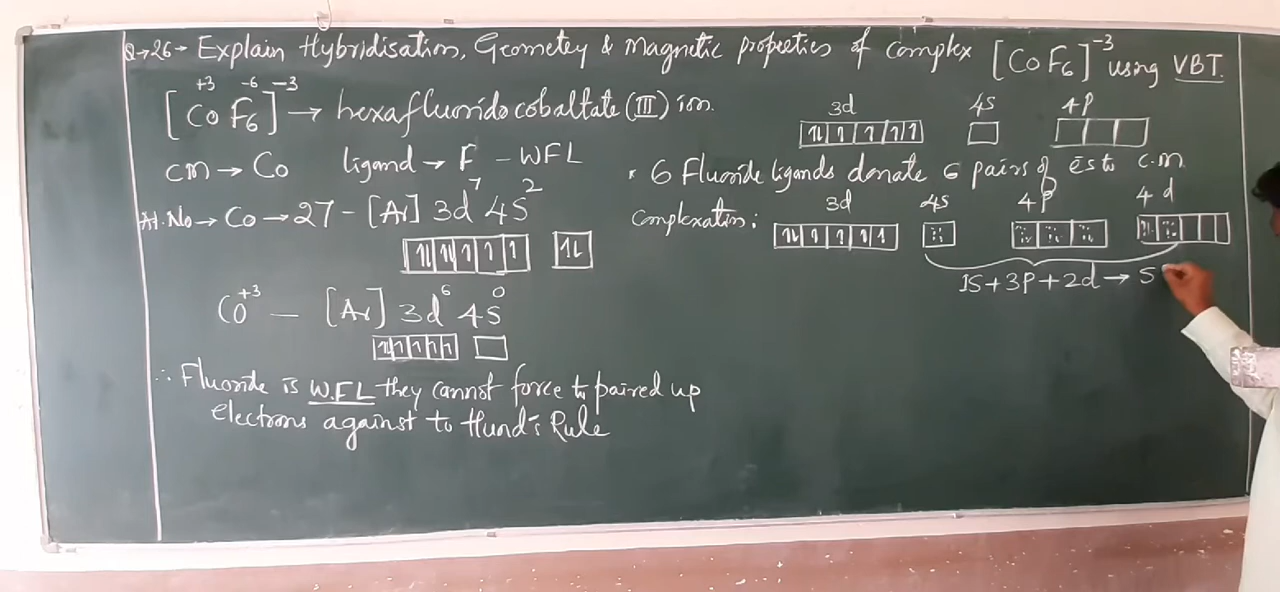 Q→26→ Explain Hybridisation, Geometry & Magnetic properties of complex [CoF6]-3 using VBT.
+3 -6
[CoF6]-3 → hexafluoridocobaltate (III) ion.
CM → Co ligand → F - WFL
At. No → Co → 27 - [Ar] 3d7 4S2
Co+3 — [Ar] 3d6 4S0
∴ Fluoride is W.F.L they cannot force to paired up
electrons against to Hund's Rule
3d 4S 4P
* 6 Fluoride ligands donate 6 pairs of es to C.M.
Complexation: 3d 4S 4P 4d
1S+3P+2d → S